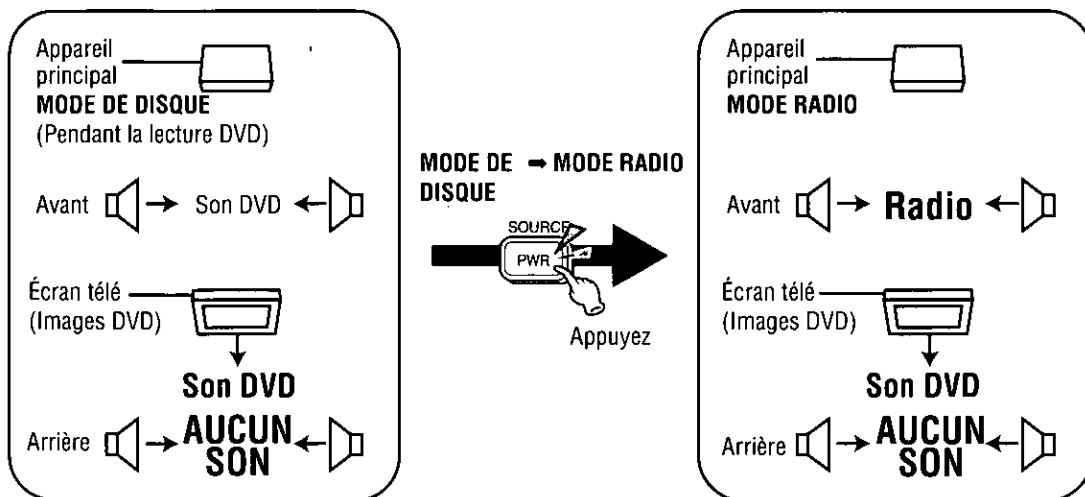 Appareil
principal
MODE DE DISQUE
(Pendant la lecture DVD)
Avant
Son DVD
Écran télé
(Images DVD)
Son DVD
Arrière
AUCUN
SON
MODE DE ➡ MODE RADIO
DISQUE
SOURCE
PWR
Appuyez
Appareil
principal
MODE RADIO
Avant
Radio
Écran télé
(Images DVD)
Son DVD
Arrière
AUCUN
SON